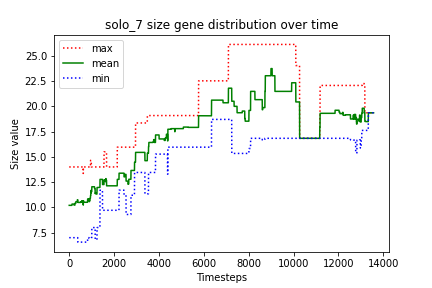 solo_7 size gene distribution over time
max
mean
min
Size value
25.0
22.5
20.0
17.5
15.0
12.5
10.0
7.5
0 2000 4000 6000 8000 10000 12000 14000
Timesteps